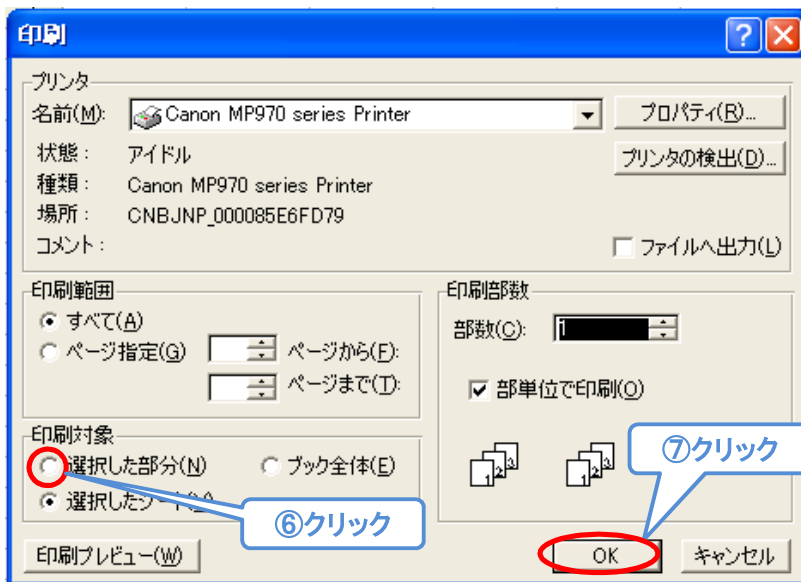 印刷
プリンタ
名前(M): Canon MP970 series Printer
プロパティ(R)...
状態： アイドル
プリンタの検出(D)...
種類： Canon MP970 series Printer
場所： CNBJNP_000085E6FD79
コメント：
ファイルへ出力(L)
印刷範囲
すべて(A)
ページ指定(G) ページから(F):
ページまで(T):
印刷部数
部数(C): 1
部単位で印刷(O)
1 2 3 1 2 3
印刷対象
選択した部分(N) ブック全体(E)
選択したシート(V)
⑥クリック
⑦クリック
印刷プレビュー(W)
OK
キャンセル